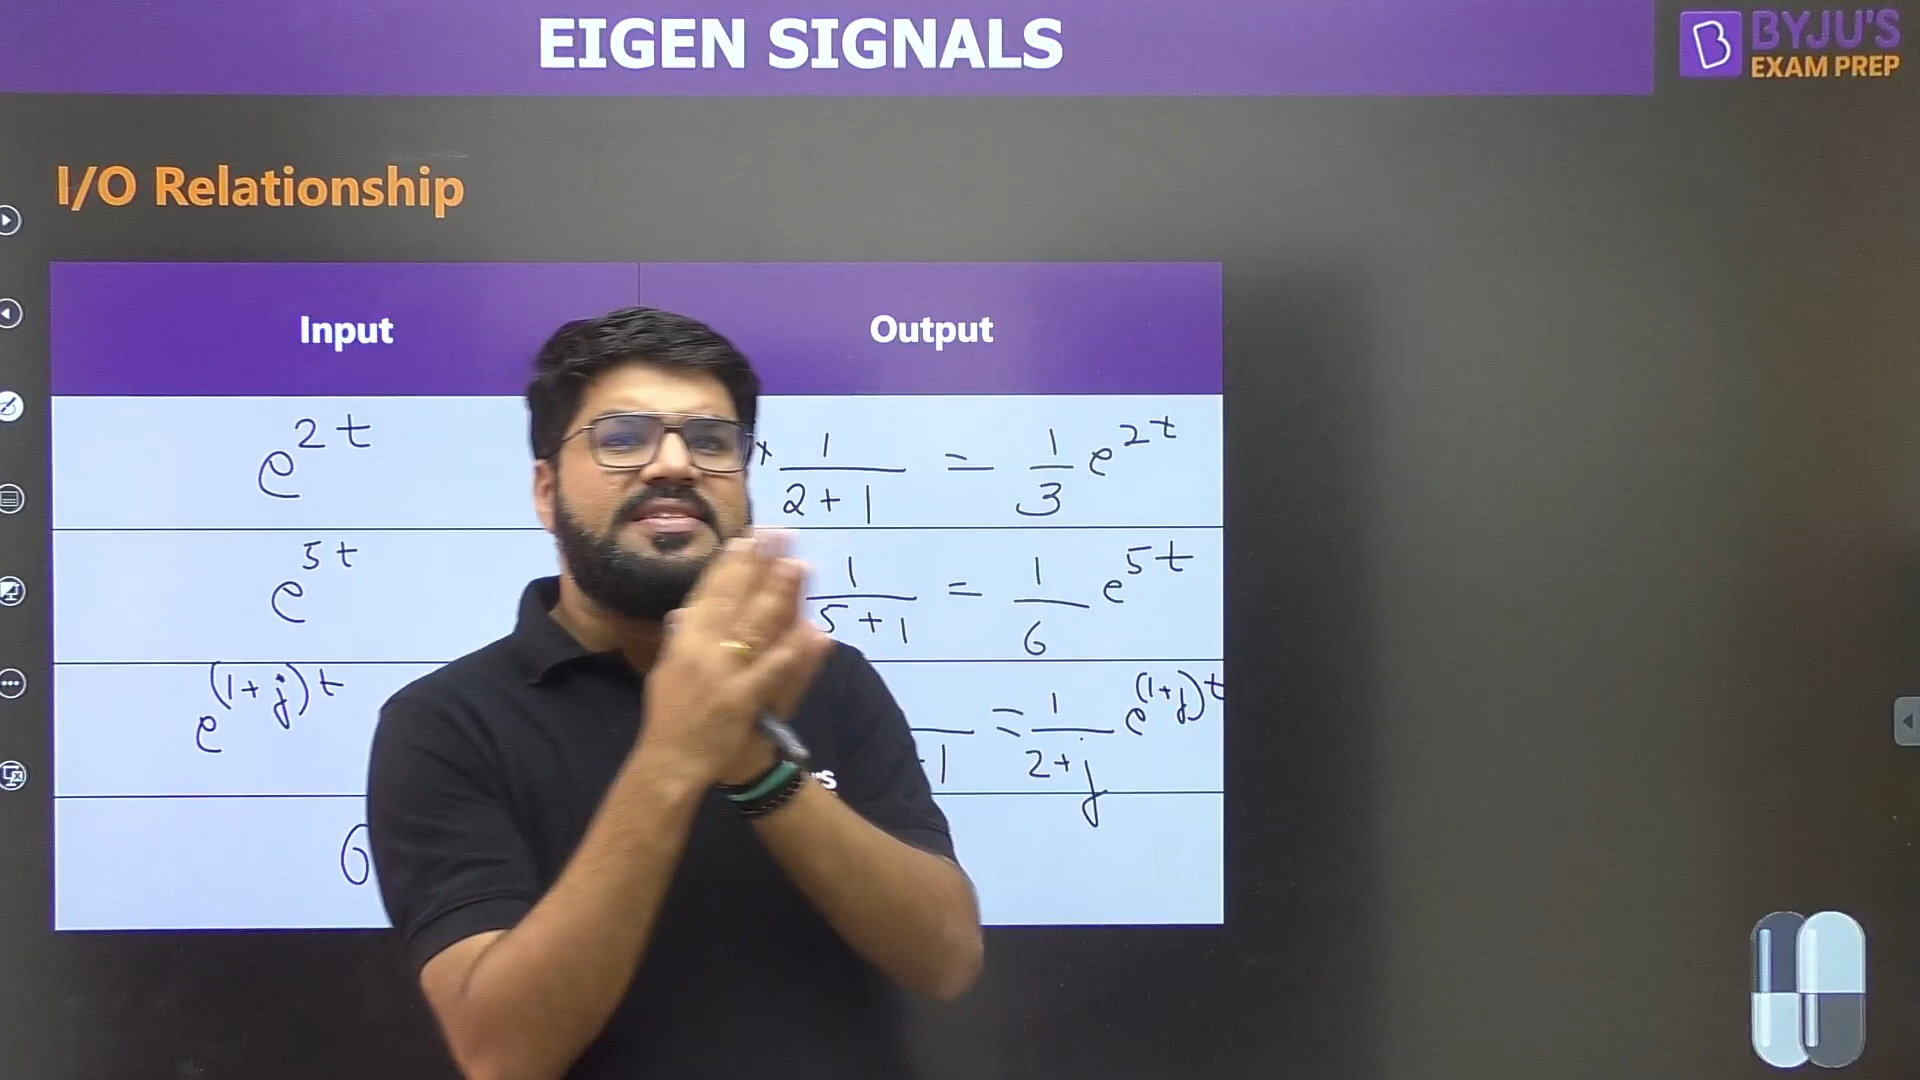 EIGEN SIGNALS
BYJU'S
EXAM PREP
I/O Relationship
Input Output
e^{2t} × 1/(2+1) = 1/3 e^{2t}
e^{5t} 1/(5+1) = 1/6 e^{5t}
e^{(1+j)t} 1 = 1/(2+j) e^{(1+j)t}